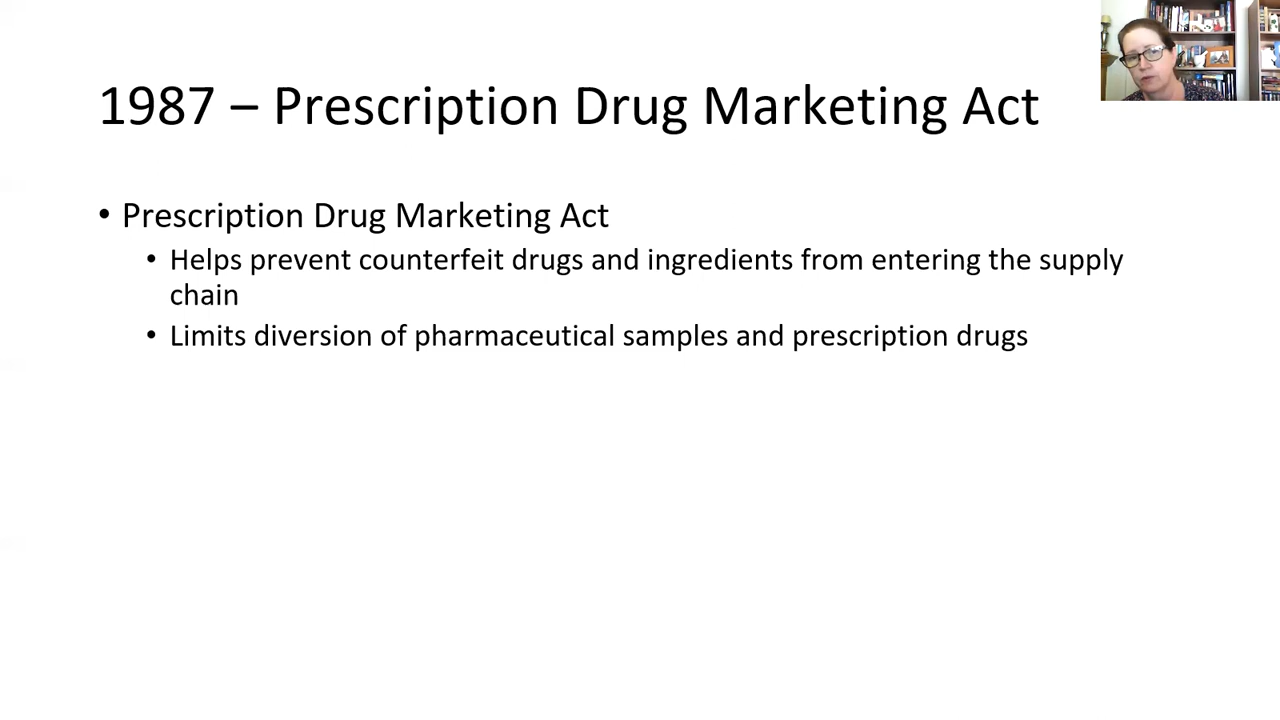 1987 – Prescription Drug Marketing Act
• Prescription Drug Marketing Act
• Helps prevent counterfeit drugs and ingredients from entering the supply
chain
• Limits diversion of pharmaceutical samples and prescription drugs